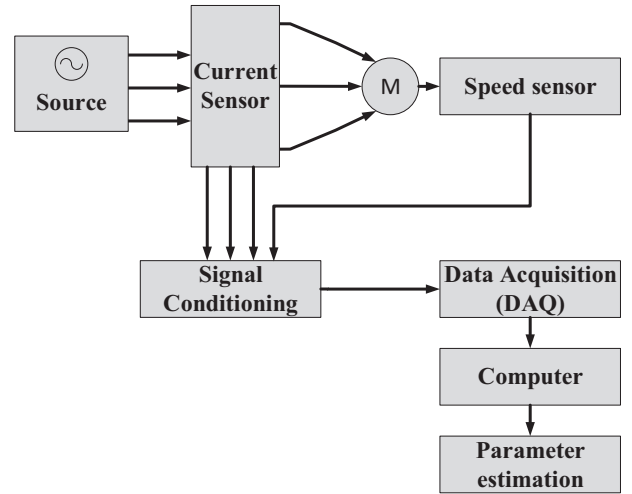 Source
Current
Sensor
M
Speed sensor
Signal
Conditioning
Data Acquisition
(DAQ)
Computer
Parameter
estimation